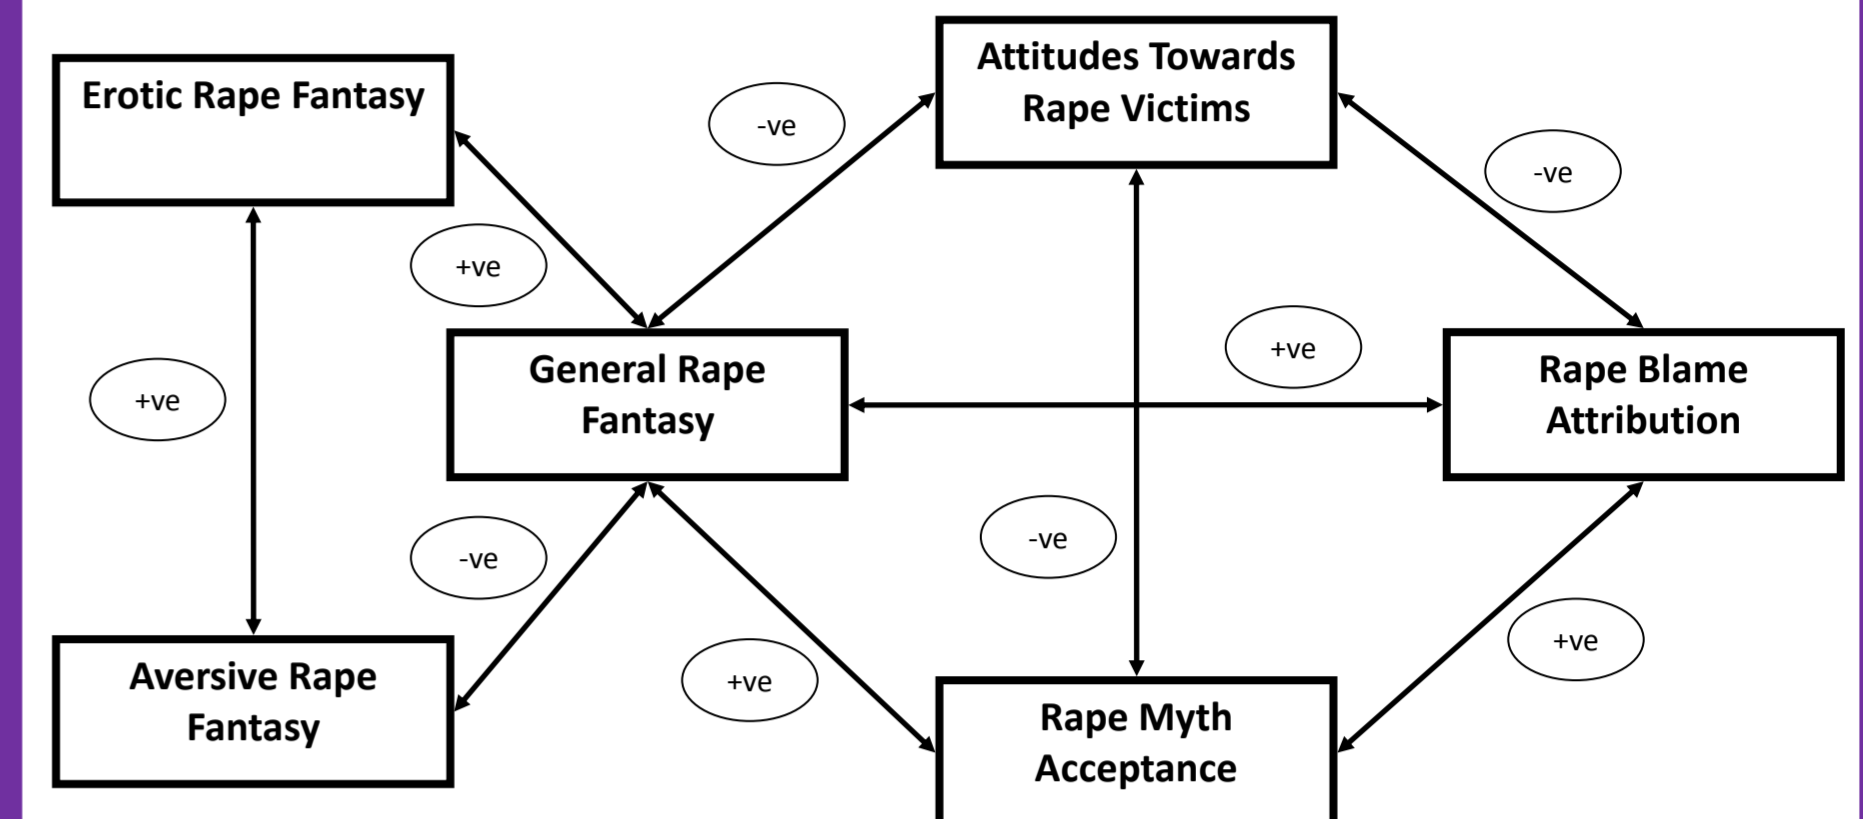 Erotic Rape Fantasy
Attitudes Towards
Rape Victims
-ve
-ve
+ve
General Rape
Fantasy
+ve
Rape Blame
Attribution
+ve
-ve
-ve
+ve
+ve
Aversive Rape
Fantasy
Rape Myth
Acceptance